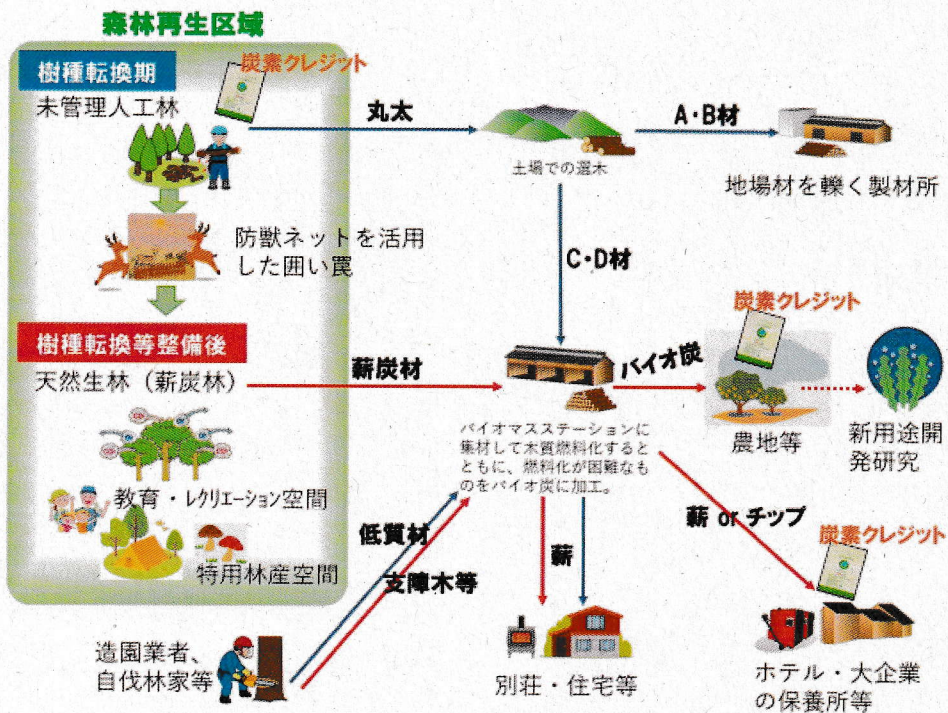 森林再生区域
樹種転換期
炭素クレジット
未管理人工林
丸太
土場での選木
A・B材
地場材を轢く製材所
防獣ネットを活用
した囲い罠
C・D材
樹種転換等整備後
天然生林（薪炭林）
薪炭材
バイオ炭
炭素クレジット
農地等
新用途開
発研究
バイオマスステーションに
集材して木質燃料化すると
ともに、燃料化が困難なも
のをバイオ炭に加工。
教育・レクリエーション空間
特用林産空間
低質材
支障木等
薪
薪 or チップ
炭素クレジット
造園業者、
自伐林家等
別荘・住宅等
ホテル・大企業
の保養所等